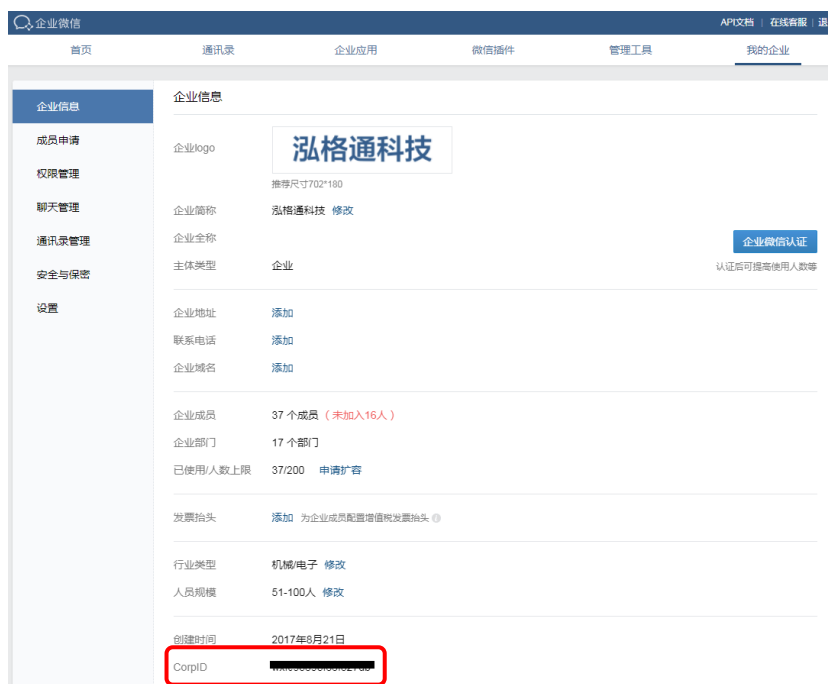 企业微信
API文档 | 在线客服 | 退
首页 通讯录 企业应用 微信插件 管理工具 我的企业
企业信息
成员申请
权限管理
聊天管理
通讯录管理
安全与保密
设置
企业信息
企业logo
泓格通科技
推荐尺寸702*180
企业简称 泓格通科技 修改
企业全称
企业微信认证
主体类型 企业
认证后可提高使用人数等
企业地址 添加
联系电话 添加
企业域名 添加
企业成员 37 个成员（未加入16人）
企业部门 17 个部门
已使用/人数上限 37/200 申请扩容
发票抬头 添加 为企业成员配置增值税发票抬头
行业类型 机械/电子 修改
人员规模 51-100人 修改
创建时间 2017年8月21日
CorpID